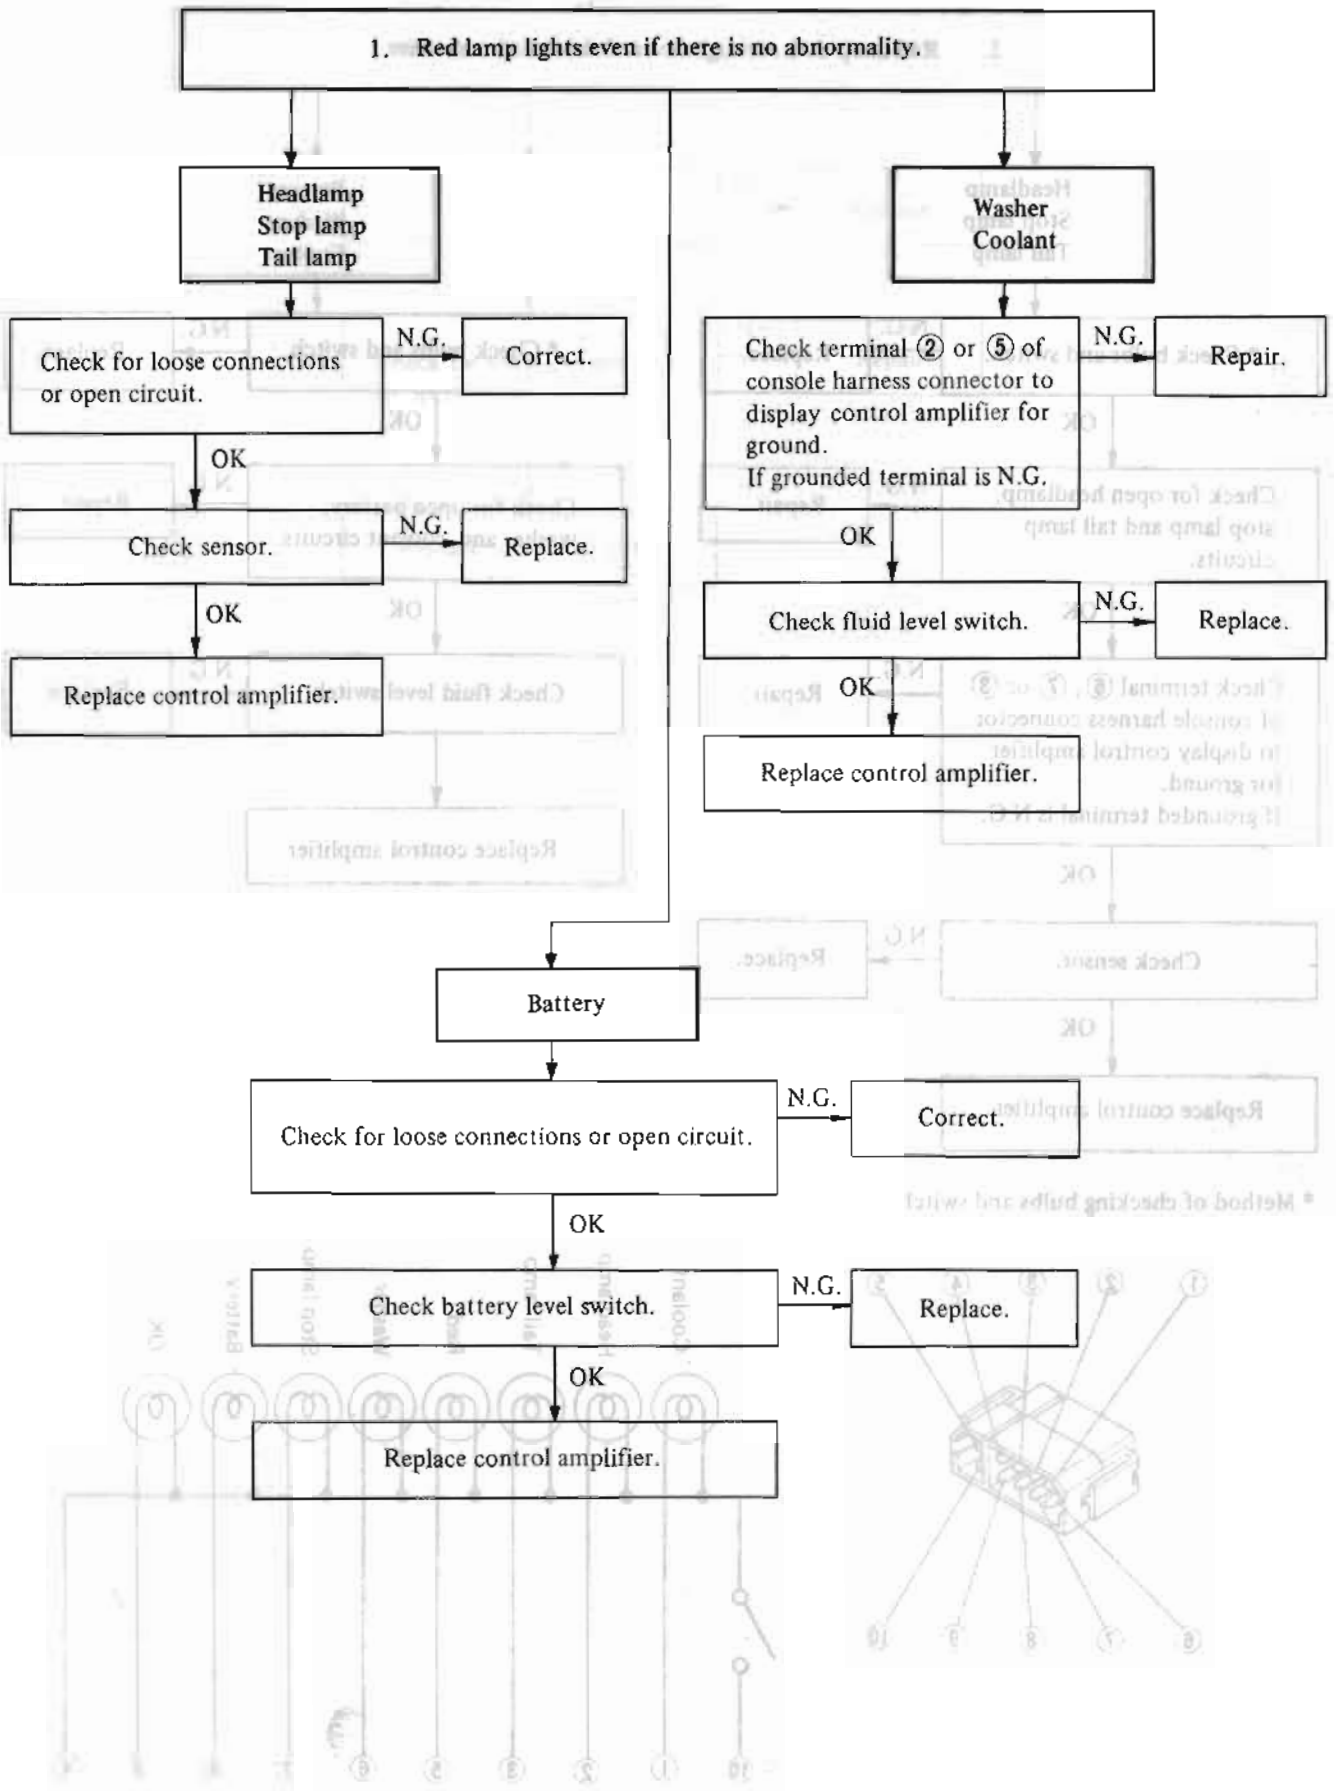 1. Red lamp lights even if there is no abnormality.
Headlamp
Stop lamp
Tail lamp
Check for loose connections
or open circuit.
N.G.
Correct.
OK
Check sensor.
N.G.
Replace.
OK
Replace control amplifier.
Washer
Coolant
Check terminal ② or ⑤ of
console harness connector to
display control amplifier for
ground.
If grounded terminal is N.G.
N.G.
Repair.
OK
Check fluid level switch.
N.G.
Replace.
OK
Replace control amplifier.
Battery
Check for loose connections or open circuit.
N.G.
Correct.
OK
Check battery level switch.
N.G.
Replace.
OK
Replace control amplifier.